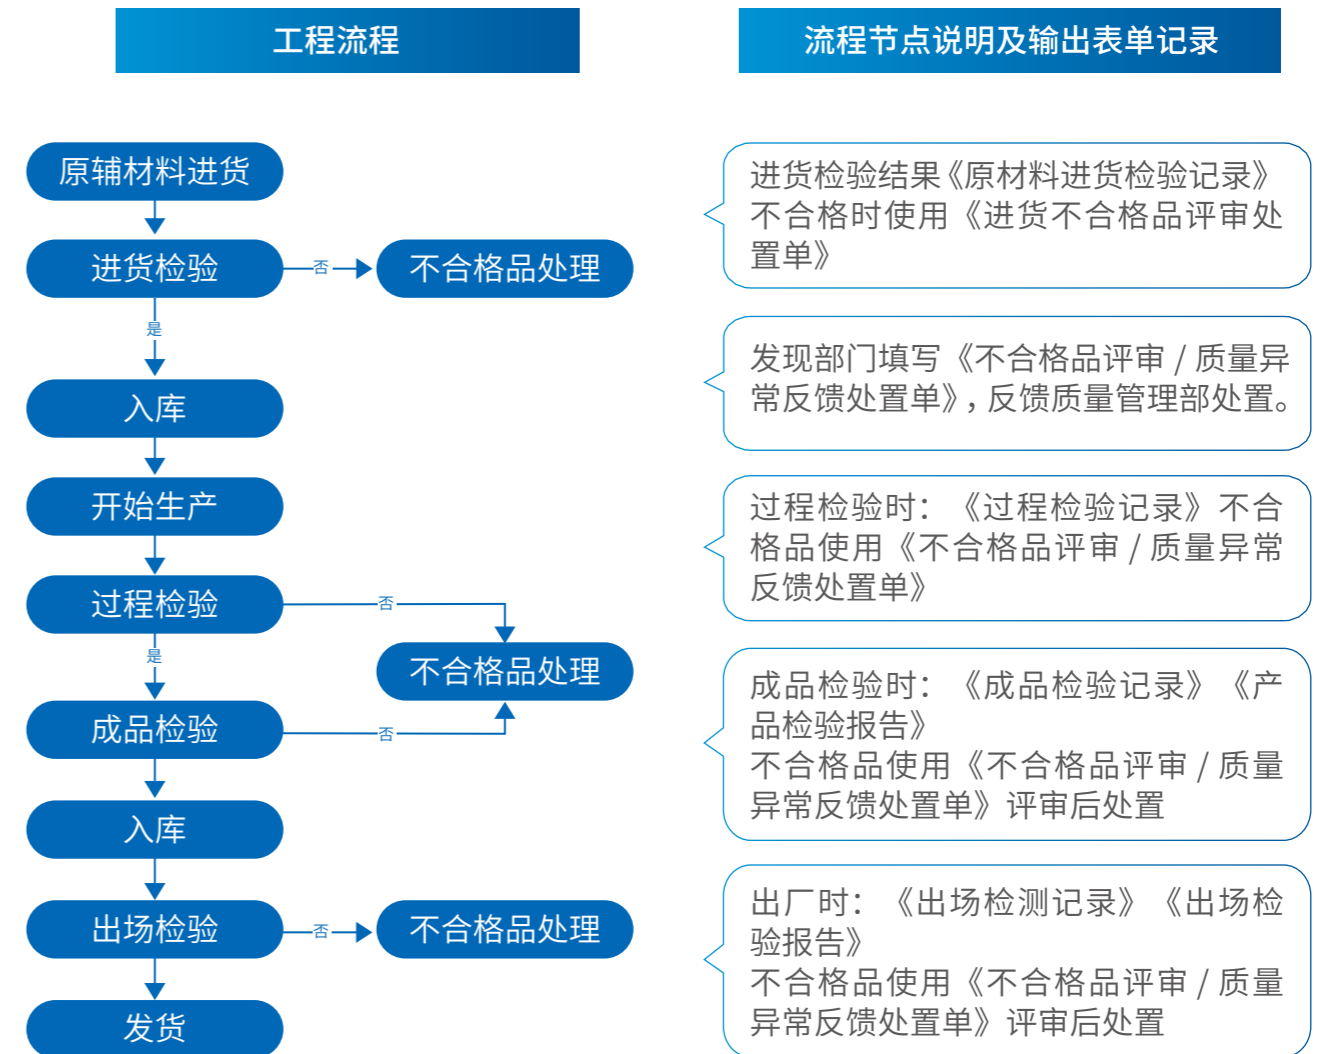 工程流程
流程节点说明及输出表单记录
原辅材料进货
进货检验
否
不合格品处理
是
入库
开始生产
过程检验
否
是
不合格品处理
成品检验
否
入库
出场检验
否
不合格品处理
发货
进货检验结果《原材料进货检验记录》
不合格时使用《进货不合格品评审处
置单》
发现部门填写《不合格品评审 / 质量异
常反馈处置单》，反馈质量管理部处置。
过程检验时：《过程检验记录》不合
格品使用《不合格品评审 / 质量异常
反馈处置单》
成品检验时：《成品检验记录》《产
品检验报告》
不合格品使用《不合格品评审 / 质量
异常反馈处置单》评审后处置
出厂时：《出场检测记录》《出场检
验报告》
不合格品使用《不合格品评审 / 质量
异常反馈处置单》评审后处置